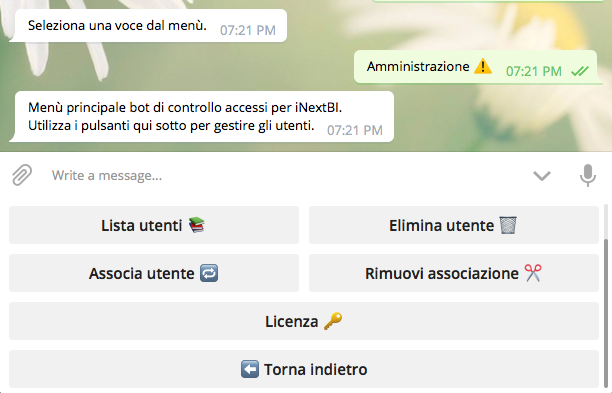 Seleziona una voce dal menù. 07:21 PM
Amministrazione ⚠️ 07:21 PM
Menù principale bot di controllo accessi per iNextBI.
Utilizza i pulsanti qui sotto per gestire gli utenti. 07:21 PM
Write a message...
Lista utenti 📚 Elimina utente 🗑️
Associa utente 🔁 Rimuovi associazione ✂️
Licenza 🔑
⬅️ Torna indietro